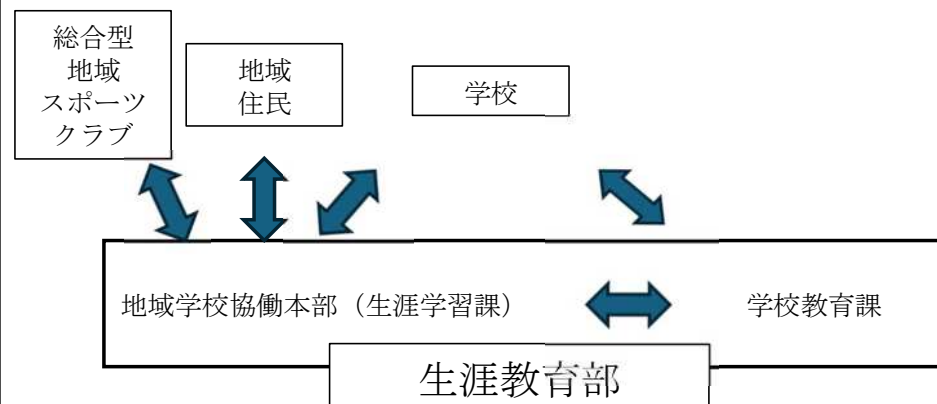 総合型
地域
スポーツ
クラブ
地域
住民
学校
地域学校協働本部（生涯学習課）
学校教育課
生涯教育部